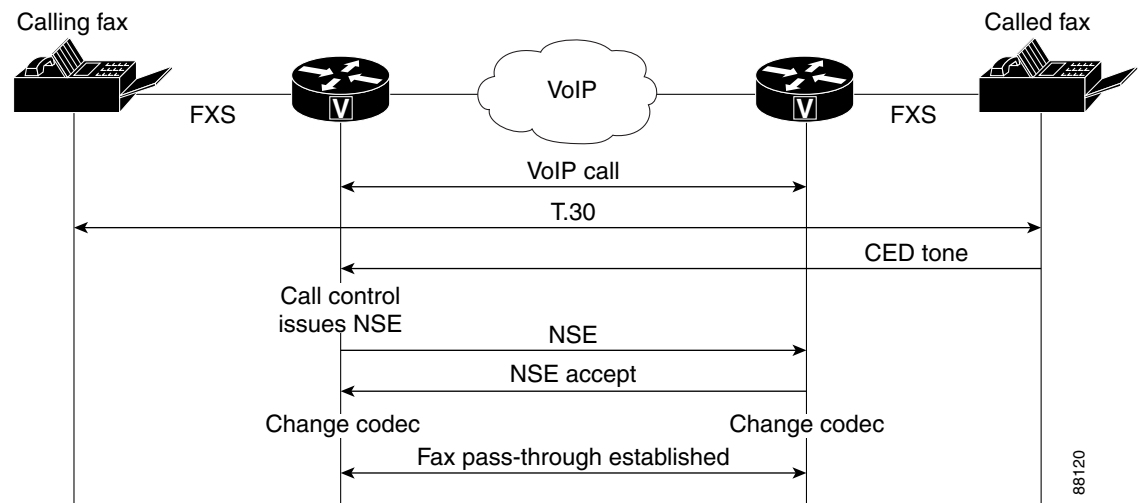 Calling fax
Called fax
VoIP
V
V
FXS
FXS
VoIP call
T.30
CED tone
Call control
issues NSE
NSE
NSE accept
Change codec
Change codec
Fax pass-through established
88120